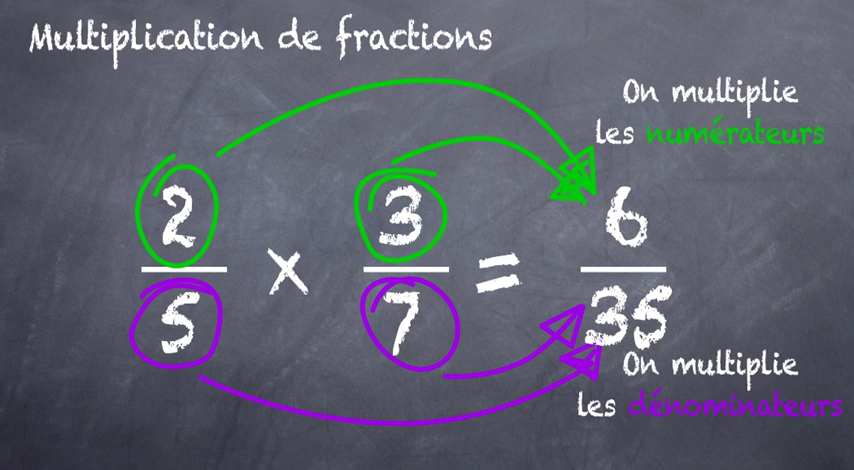 Multiplication de fractions
On multiplie
les numérateurs
2 x 3 = 6
5 7 35
On multiplie
les dénominateurs